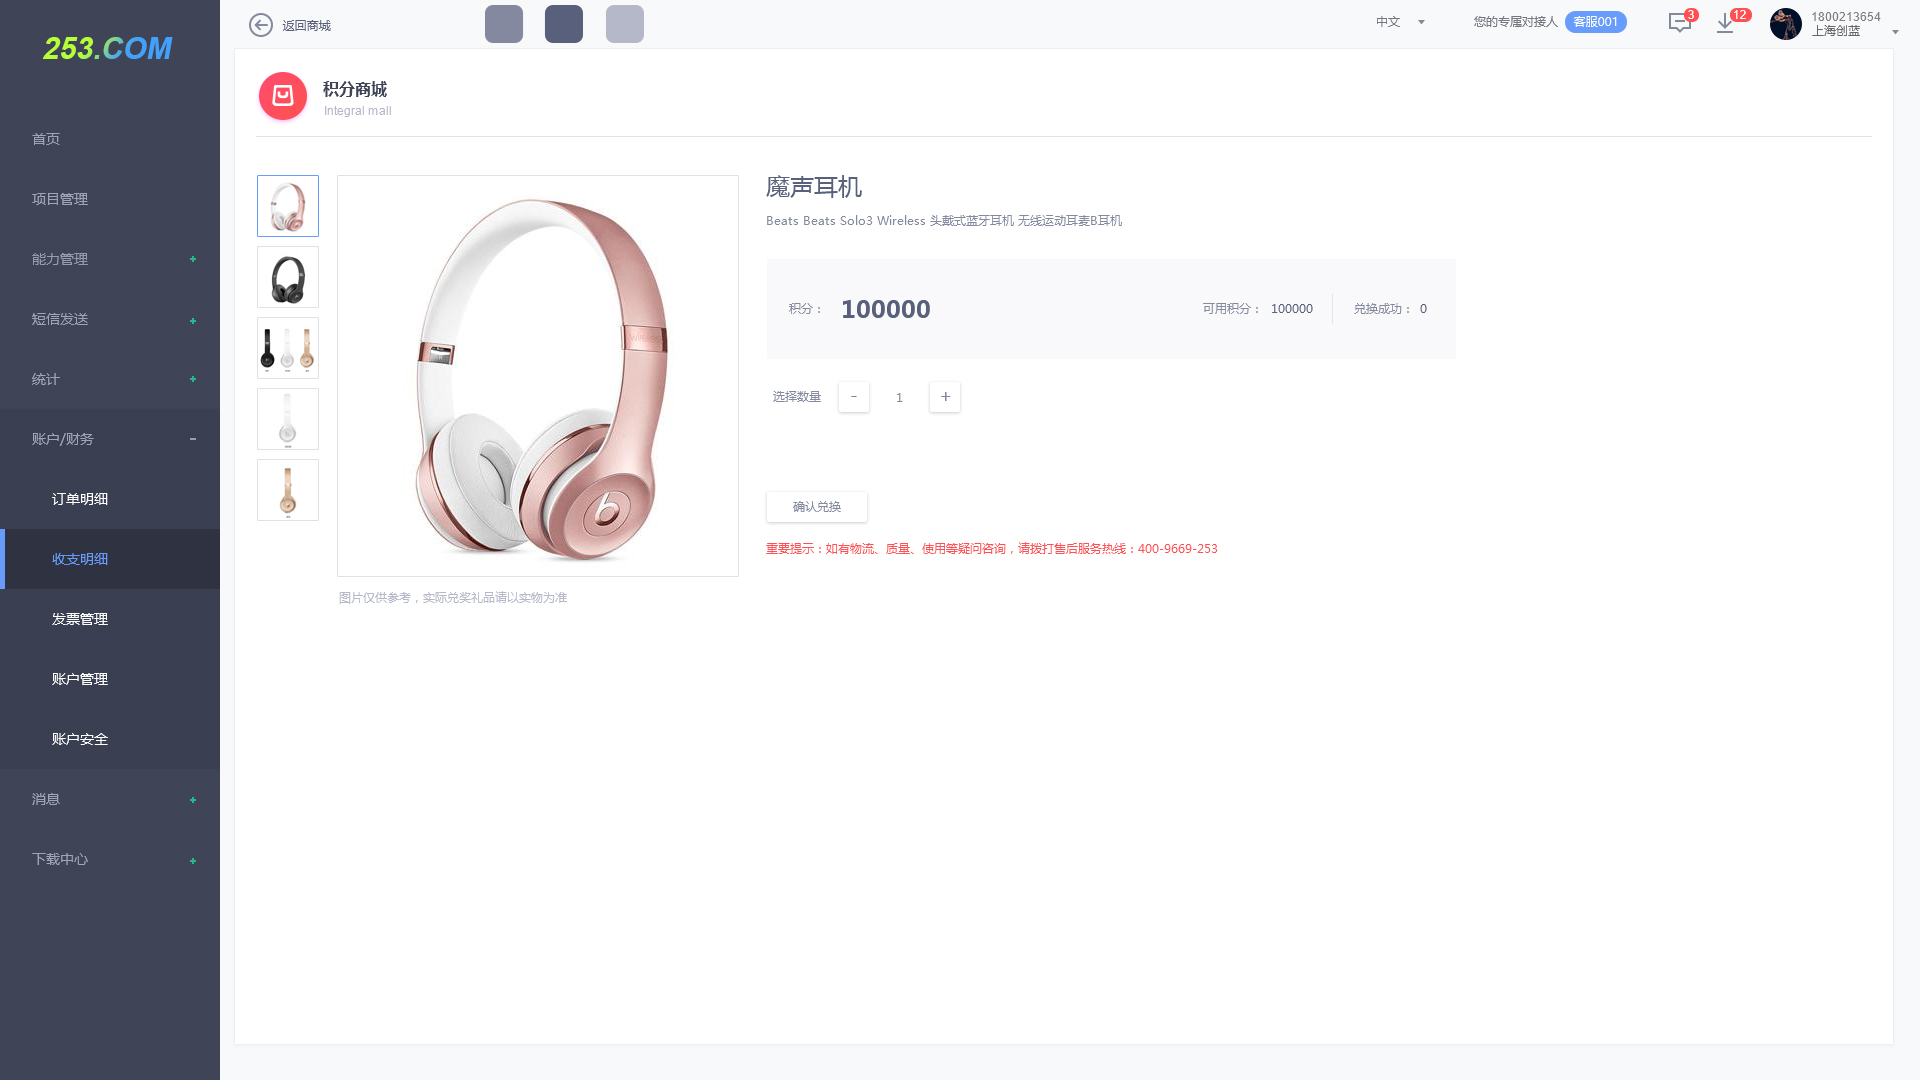 253.COM
返回商城
中文
您的专属对接人
客服001
3
12
1800213654
上海创蓝
首页
项目管理
能力管理
+
短信发送
+
统计
+
账户/财务
-
订单明细
收支明细
发票管理
账户管理
账户安全
消息
+
下载中心
+
积分商城
Integral mall
魔声耳机
Beats Beats Solo3 Wireless 头戴式蓝牙耳机 无线运动耳麦B耳机
积分：
100000
可用积分： 100000
兑换成功： 0
选择数量
-
1
+
确认兑换
重要提示：如有物流、质量、使用等疑问咨询，请拨打售后服务热线：400-9669-253
图片仅供参考，实际兑奖礼品请以实物为准